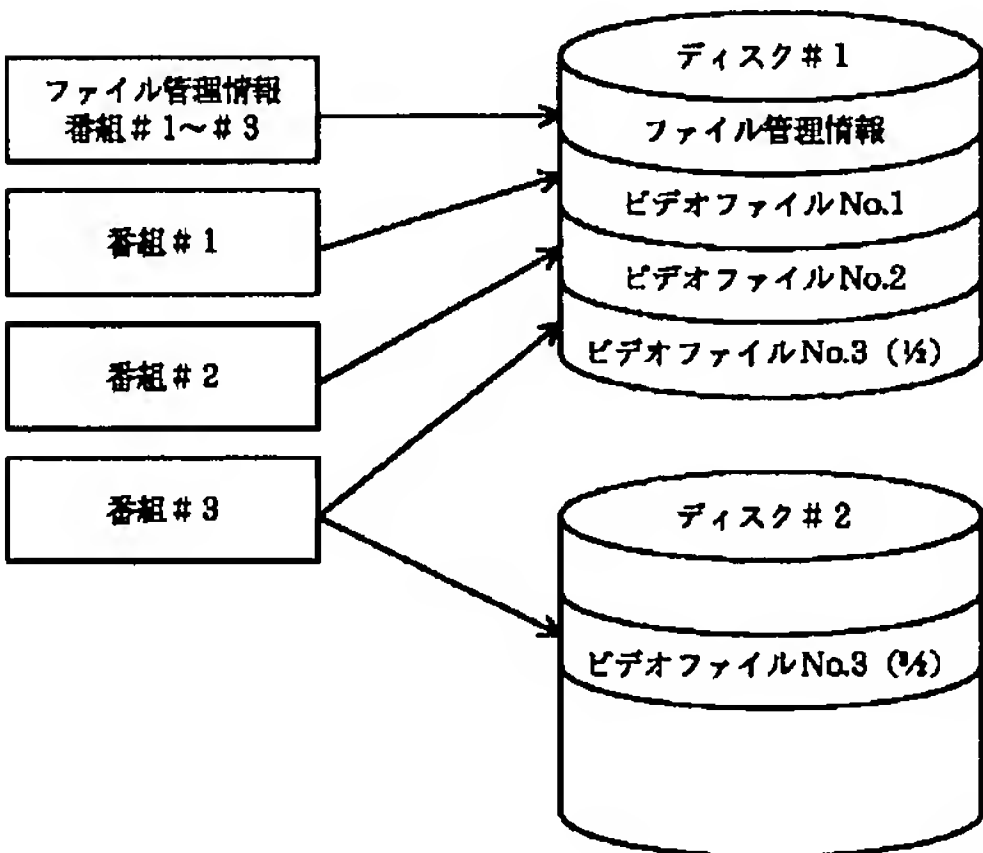 ファイル管理情報
番組＃1～＃3
番組＃1
番組＃2
番組＃3
ディスク＃1
ファイル管理情報
ビデオファイルNo.1
ビデオファイルNo.2
ビデオファイルNo.3（½）
ディスク＃2
ビデオファイルNo.3